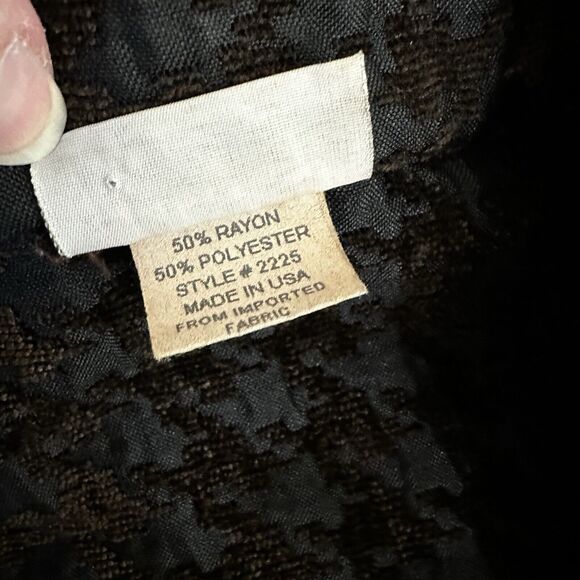 50% RAYON
50% POLYESTER
STYLE # 2225
MADE IN USA
FROM IMPORTED
FABRIC